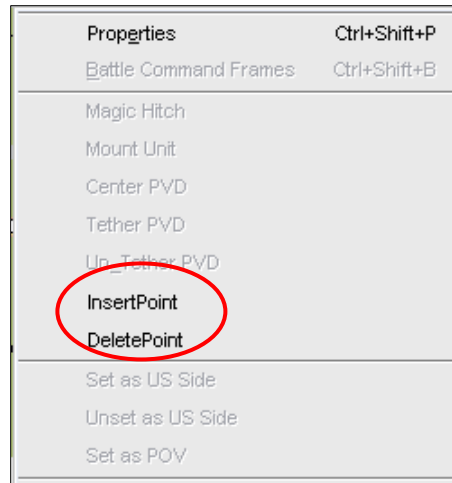 Properties Ctrl+Shift+P
Battle Command Frames Ctrl+Shift+B
Magic Hitch
Mount Unit
Center PVD
Tether PVD
Un_Tether PVD
InsertPoint
DeletePoint
Set as US Side
Unset as US Side
Set as POV